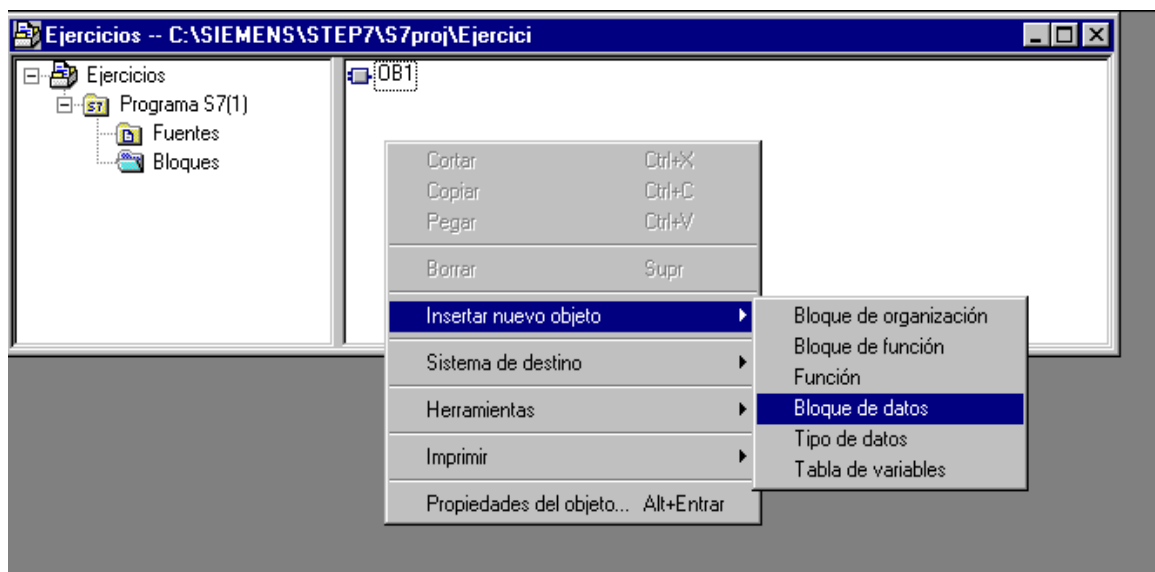 Ejercicios -- C:\SIEMENS\STEP7\S7proj\Ejercici
Ejercicios
S7 Programa S7(1)
Fuentes
Bloques
OB1
Cortar Ctrl+X
Copiar Ctrl+C
Pegar Ctrl+V
Borrar Supr
Insertar nuevo objeto
Sistema de destino
Herramientas
Imprimir
Propiedades del objeto... Alt+Entrar
Bloque de organización
Bloque de función
Función
Bloque de datos
Tipo de datos
Tabla de variables